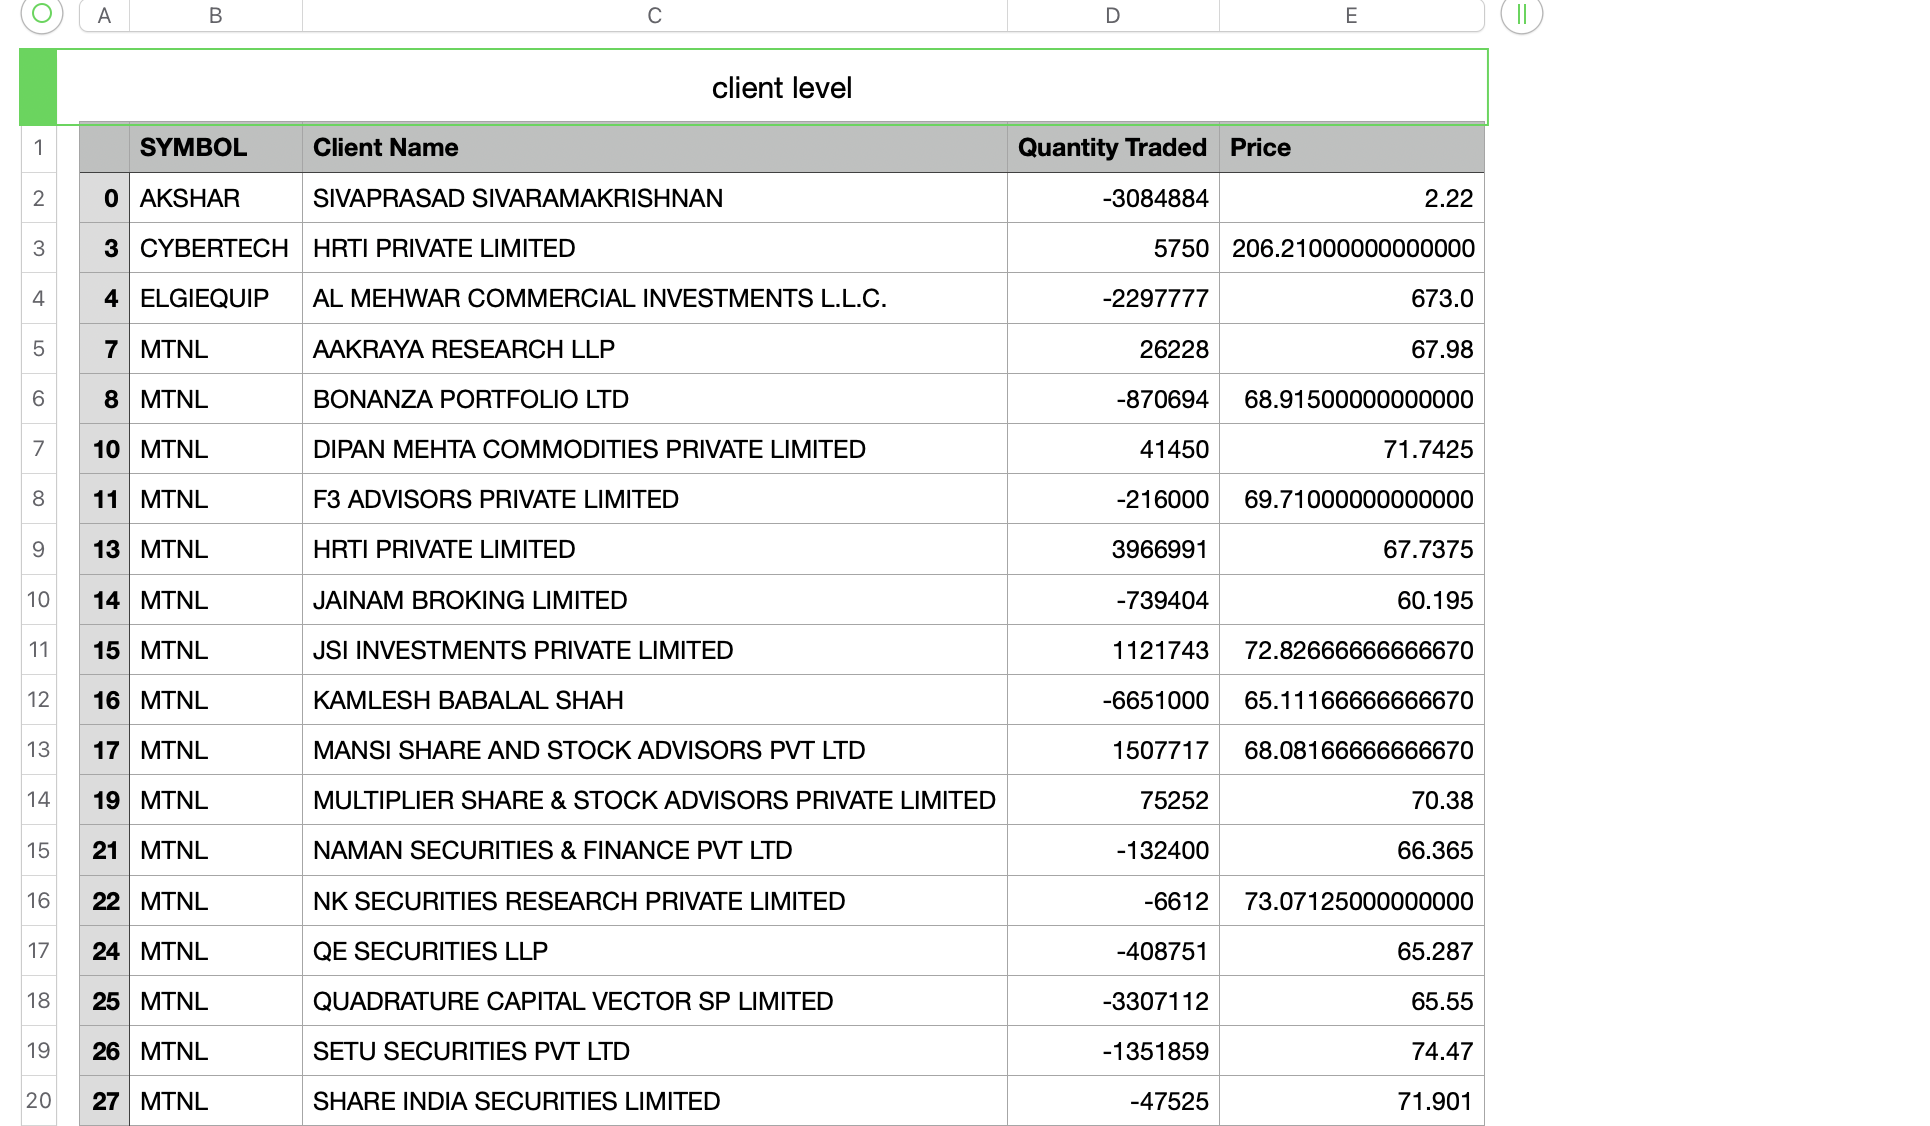 A B C D E
client level
1 SYMBOL Client Name Quantity Traded Price
2 0 AKSHAR SIVAPRASAD SIVARAMAKRISHNAN -3084884 2.22
3 3 CYBERTECH HRTI PRIVATE LIMITED 5750 206.21000000000000
4 4 ELGIEQUIP AL MEHWAR COMMERCIAL INVESTMENTS L.L.C. -2297777 673.0
5 7 MTNL AAKRAYA RESEARCH LLP 26228 67.98
6 8 MTNL BONANZA PORTFOLIO LTD -870694 68.91500000000000
7 10 MTNL DIPAN MEHTA COMMODITIES PRIVATE LIMITED 41450 71.7425
8 11 MTNL F3 ADVISORS PRIVATE LIMITED -216000 69.71000000000000
9 13 MTNL HRTI PRIVATE LIMITED 3966991 67.7375
10 14 MTNL JAINAM BROKING LIMITED -739404 60.195
11 15 MTNL JSI INVESTMENTS PRIVATE LIMITED 1121743 72.82666666666670
12 16 MTNL KAMLESH BABALAL SHAH -6651000 65.11166666666670
13 17 MTNL MANSI SHARE AND STOCK ADVISORS PVT LTD 1507717 68.08166666666670
14 19 MTNL MULTIPLIER SHARE & STOCK ADVISORS PRIVATE LIMITED 75252 70.38
15 21 MTNL NAMAN SECURITIES & FINANCE PVT LTD -132400 66.365
16 22 MTNL NK SECURITIES RESEARCH PRIVATE LIMITED -6612 73.07125000000000
17 24 MTNL QE SECURITIES LLP -408751 65.287
18 25 MTNL QUADRATURE CAPITAL VECTOR SP LIMITED -3307112 65.55
19 26 MTNL SETU SECURITIES PVT LTD -1351859 74.47
20 27 MTNL SHARE INDIA SECURITIES LIMITED -47525 71.901